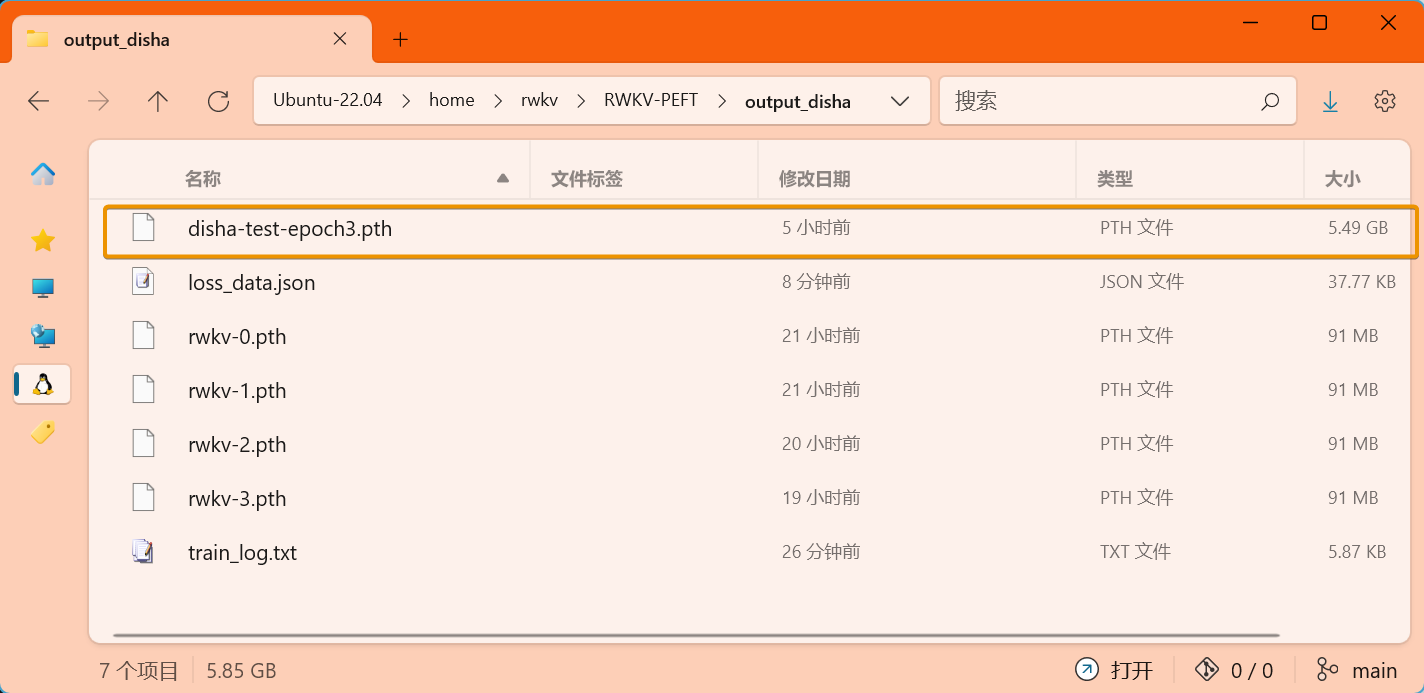 output_disha
Ubuntu-22.04 > home > rwkv > RWKV-PEFT > output_disha
搜索
名称 文件标签 修改日期 类型 大小
disha-test-epoch3.pth 5 小时前 PTH 文件 5.49 GB
loss_data.json 8 分钟前 JSON 文件 37.77 KB
rwkv-0.pth 21 小时前 PTH 文件 91 MB
rwkv-1.pth 21 小时前 PTH 文件 91 MB
rwkv-2.pth 20 小时前 PTH 文件 91 MB
rwkv-3.pth 19 小时前 PTH 文件 91 MB
train_log.txt 26 分钟前 TXT 文件 5.87 KB
7 个项目 5.85 GB 打开 0 / 0 main